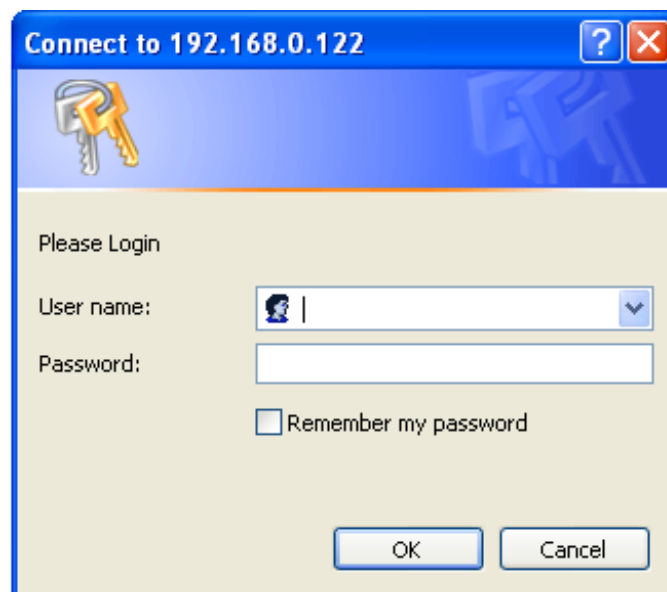 Connect to 192.168.0.122
Please Login
User name:
Password:
Remember my password
OK Cancel